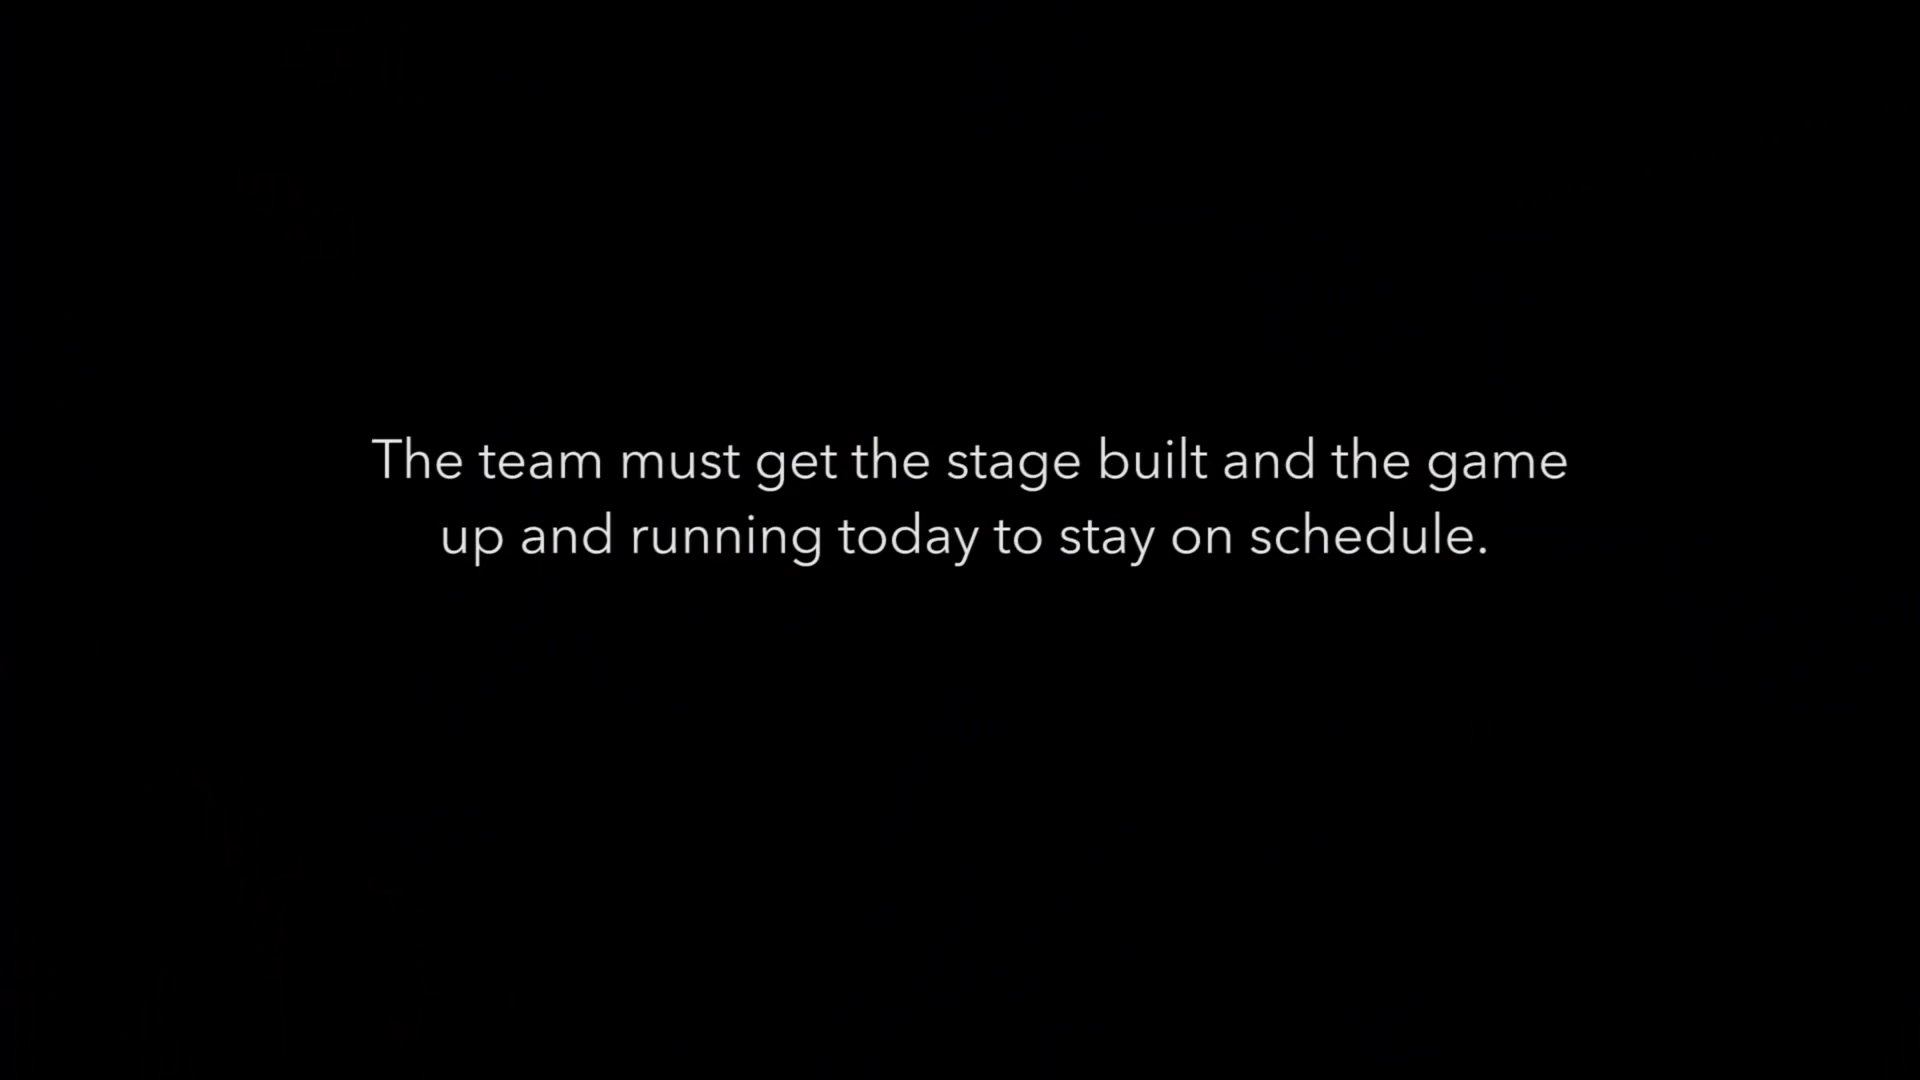 The team must get the stage built and the game
up and running today to stay on schedule.